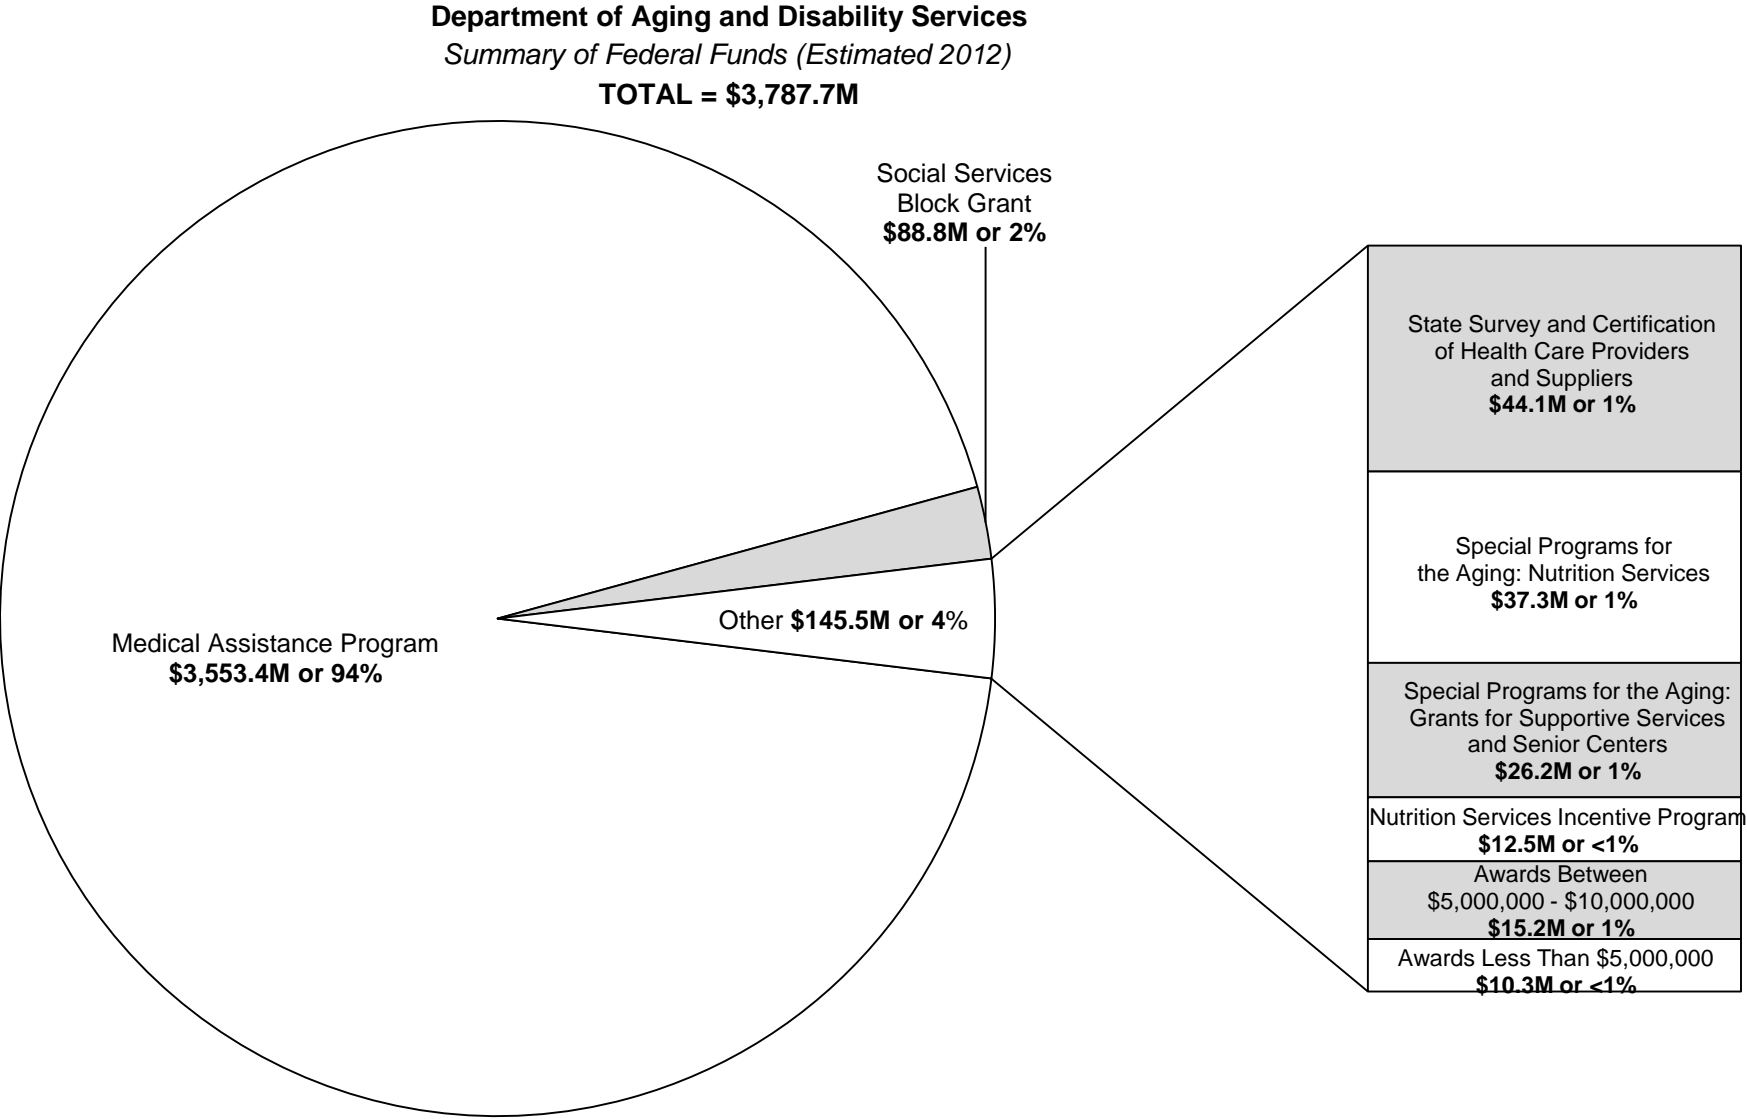 Department of Aging and Disability Services
Summary of Federal Funds (Estimated 2012)
TOTAL = $3,787.7M
Social Services
Block Grant
$88.8M or 2%
Medical Assistance Program
$3,553.4M or 94%
Other $145.5M or 4%
State Survey and Certification
of Health Care Providers
and Suppliers
$44.1M or 1%
Special Programs for
the Aging: Nutrition Services
$37.3M or 1%
Special Programs for the Aging:
Grants for Supportive Services
and Senior Centers
$26.2M or 1%
Nutrition Services Incentive Program
$12.5M or <1%
Awards Between
$5,000,000 - $10,000,000
$15.2M or 1%
Awards Less Than $5,000,000
$10.3M or <1%